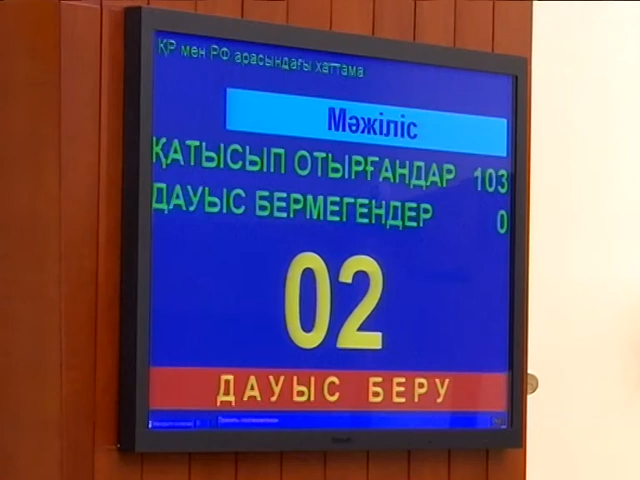 ҚР мен РФ арасындағы хаттама
Мәжіліс
ҚАТЫСЫП ОТЫРҒАНДАР 103
ДАУЫС БЕРМЕГЕНДЕР 0
02
ДАУЫС БЕРУ